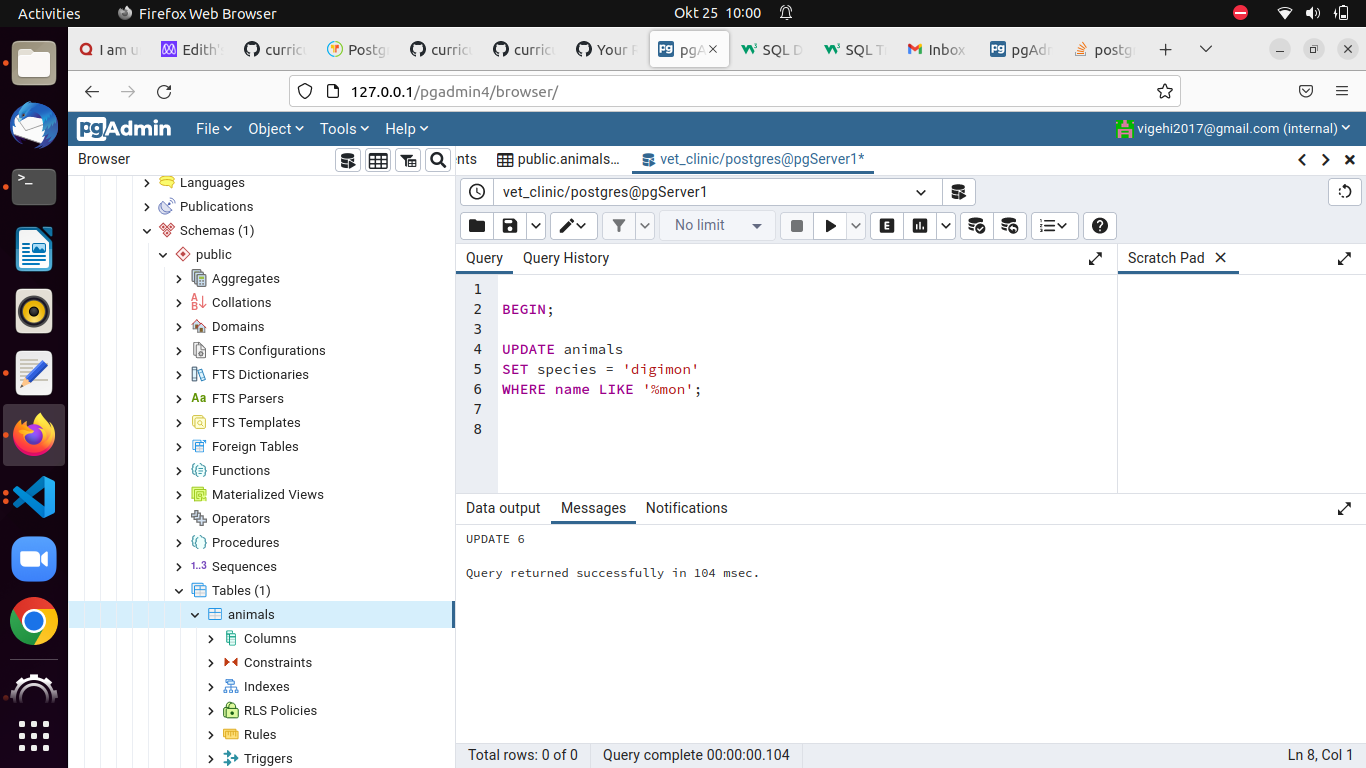 Activities
Firefox Web Browser
Okt 25 10:00
I am u
Edith'
curric
Postg
curric
curric
Your P
pgA
SQL D
SQL T
Inbox
pgAdr
postg
127.0.0.1/pgadmin4/browser/
pgAdmin
File
Object
Tools
Help
vigehi2017@gmail.com (internal)
Browser
nts
public.animals...
vet_clinic/postgres@pgServer1*
vet_clinic/postgres@pgServer1
No limit
E
Query
Query History
Scratch Pad
Languages
Publications
Schemas (1)
public
Aggregates
Collations
Domains
FTS Configurations
FTS Dictionaries
Aa FTS Parsers
FTS Templates
Foreign Tables
Functions
Materialized Views
Operators
Procedures
1..3 Sequences
Tables (1)
animals
Columns
Constraints
Indexes
RLS Policies
Rules
Triggers
1
2 BEGIN;
3
4 UPDATE animals
5 SET species = 'digimon'
6 WHERE name LIKE '%mon';
7
8
Data output
Messages
Notifications
UPDATE 6
Query returned successfully in 104 msec.
Total rows: 0 of 0
Query complete 00:00:00.104
Ln 8, Col 1